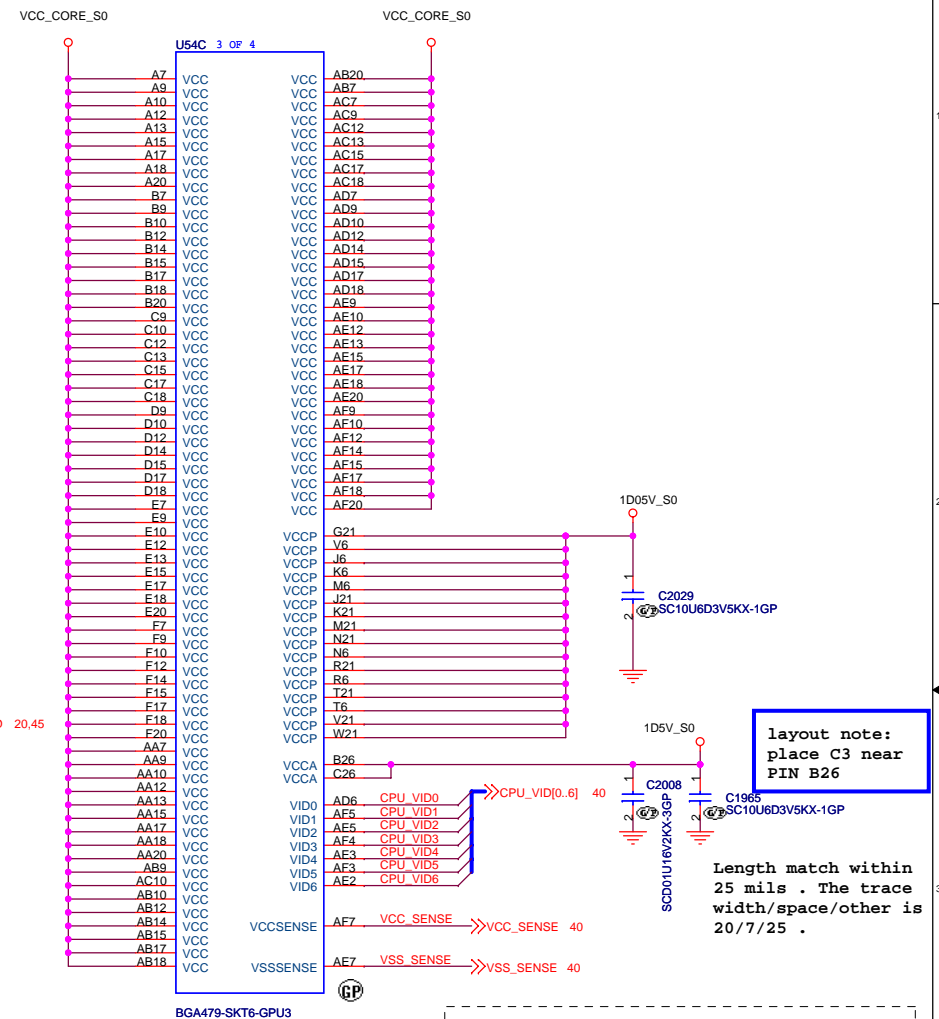 VCC_CORE_S0
VCC_CORE_S0
U54C 3 OF 4
A7 VCC VCC AB20
A9 VCC VCC AB7
A10 VCC VCC AC7
A12 VCC VCC AC9
A13 VCC VCC AC12
A15 VCC VCC AC13
A17 VCC VCC AC15
A18 VCC VCC AC17
A20 VCC VCC AC18
B7 VCC VCC AD7
B9 VCC VCC AD9
B10 VCC VCC AD10
B12 VCC VCC AD12
B14 VCC VCC AD14
B15 VCC VCC AD15
B17 VCC VCC AD17
B18 VCC VCC AD18
B20 VCC VCC AE9
C9 VCC VCC AE10
C10 VCC VCC AE12
C12 VCC VCC AE13
C13 VCC VCC AE15
C15 VCC VCC AE17
C17 VCC VCC AE18
C18 VCC VCC AE20
D9 VCC VCC AF9
D10 VCC VCC AF10
D12 VCC VCC AF12
D14 VCC VCC AF14
D15 VCC VCC AF15
D17 VCC VCC AF17
D18 VCC VCC AF18
E7 VCC VCC AF20
1D05V_S0
E9 VCC
E10 VCC VCCP G21
E12 VCC VCCP V6
E13 VCC VCCP J6
E15 VCC VCCP K6
E17 VCC VCCP M6
E18 VCC VCCP J21
E20 VCC VCCP K21
F7 VCC VCCP M21
F9 VCC VCCP N21
F10 VCC VCCP N6
F12 VCC VCCP R21
F14 VCC VCCP R6
F15 VCC VCCP T21
F17 VCC VCCP T6
F18 VCC VCCP V21
F20 VCC VCCP W21
AA7 VCC
AA9 VCC VCCA B26
AA10 VCC VCCA C26
AA12 VCC
AA13 VCC VID0 AD6 CPU_VID0
AA15 VCC VID1 AF5 CPU_VID1
AA17 VCC VID2 AE5 CPU_VID2
AA18 VCC VID3 AF4 CPU_VID3
AA20 VCC VID4 AE3 CPU_VID4
AB9 VCC VID5 AF3 CPU_VID5
AC10 VCC VID6 AE2 CPU_VID6
AB10 VCC
AB12 VCC
AB14 VCC VCCSENSE AF7 VCC_SENSE VCC_SENSE 40
AB15 VCC
AB17 VCC
AB18 VCC VSSSENSE AE7 VSS_SENSE VSS_SENSE 40
CPU_VID[0..6] 40
1
C2029
SC10U6D3V5KX-1GP
2
GP
20,45
1D5V_S0
1
C2008
SCD01U16V2KX-3GP
2
GP
1
C1965
SC10U6D3V5KX-1GP
2
GP
layout note:
place C3 near
PIN B26
Length match within
25 mils . The trace
width/space/other is
20/7/25 .
GP
BGA479-SKT6-GPU3
1
2
3